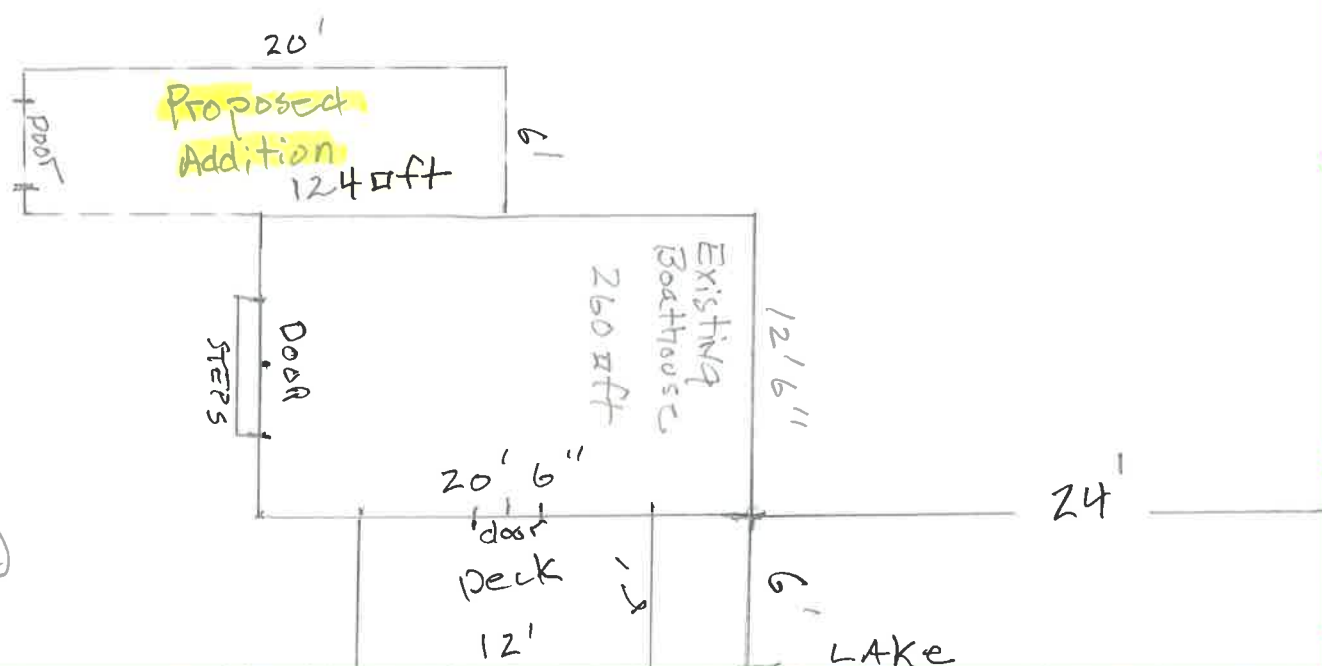 20'
Proposed
Addition
124 □ft
Door
6'
Existing
Boathouse
260 □ft
12'6"
DOOR
STEPS
20' 6"
24'
door
Deck
12'
6'
LAKe